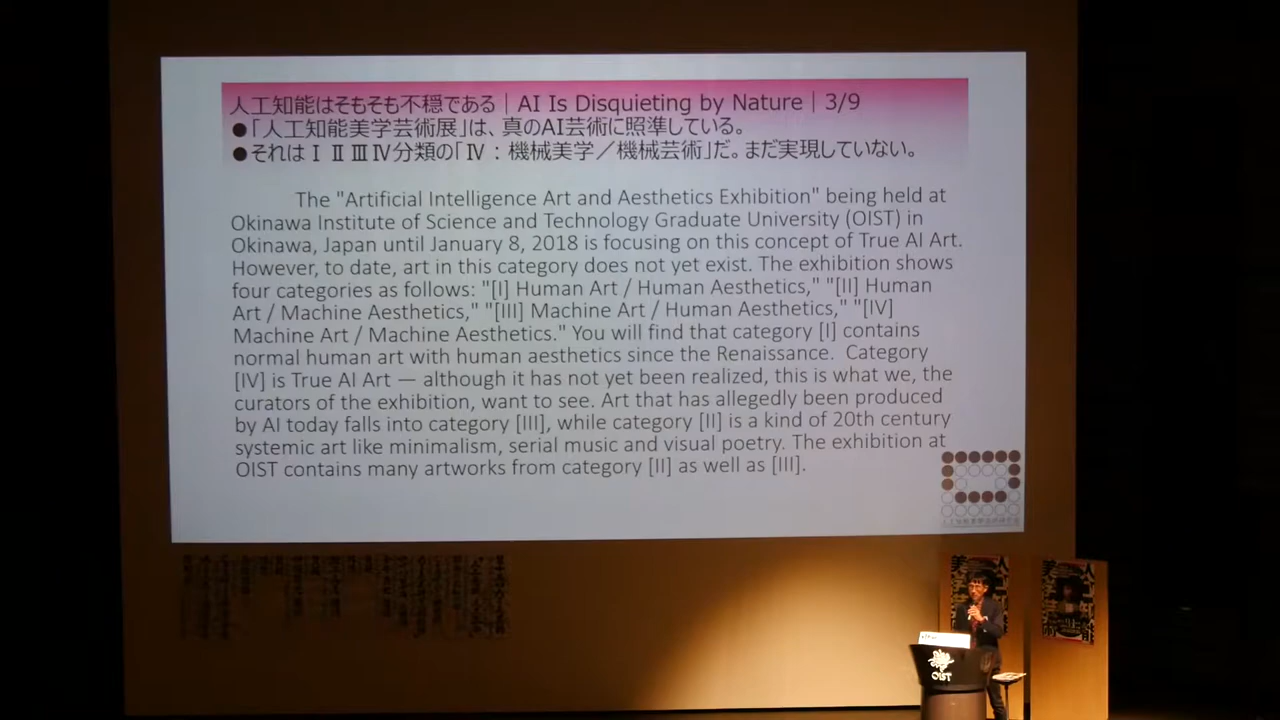 人工知能はそもそも不穏である｜AI Is Disquieting by Nature｜3/9
●「人工知能美学芸術展」は、真のAI芸術に照準している。
●それはⅠⅡⅢⅣ分類の「Ⅳ：機械美学／機械芸術」だ。まだ実現していない。
The "Artificial Intelligence Art and Aesthetics Exhibition" being held at
Okinawa Institute of Science and Technology Graduate University (OIST) in
Okinawa, Japan until January 8, 2018 is focusing on this concept of True AI Art.
However, to date, art in this category does not yet exist. The exhibition shows
four categories as follows: "[I] Human Art / Human Aesthetics," "[II] Human
Art / Machine Aesthetics," "[III] Machine Art / Human Aesthetics," "[IV]
Machine Art / Machine Aesthetics." You will find that category [I] contains
normal human art with human aesthetics since the Renaissance. Category
[IV] is True AI Art — although it has not yet been realized, this is what we, the
curators of the exhibition, want to see. Art that has allegedly been produced
by AI today falls into category [III], while category [II] is a kind of 20th century
systemic art like minimalism, serial music and visual poetry. The exhibition at
OIST contains many artworks from category [II] as well as [III].
人工知能美学芸術研究会
OIST